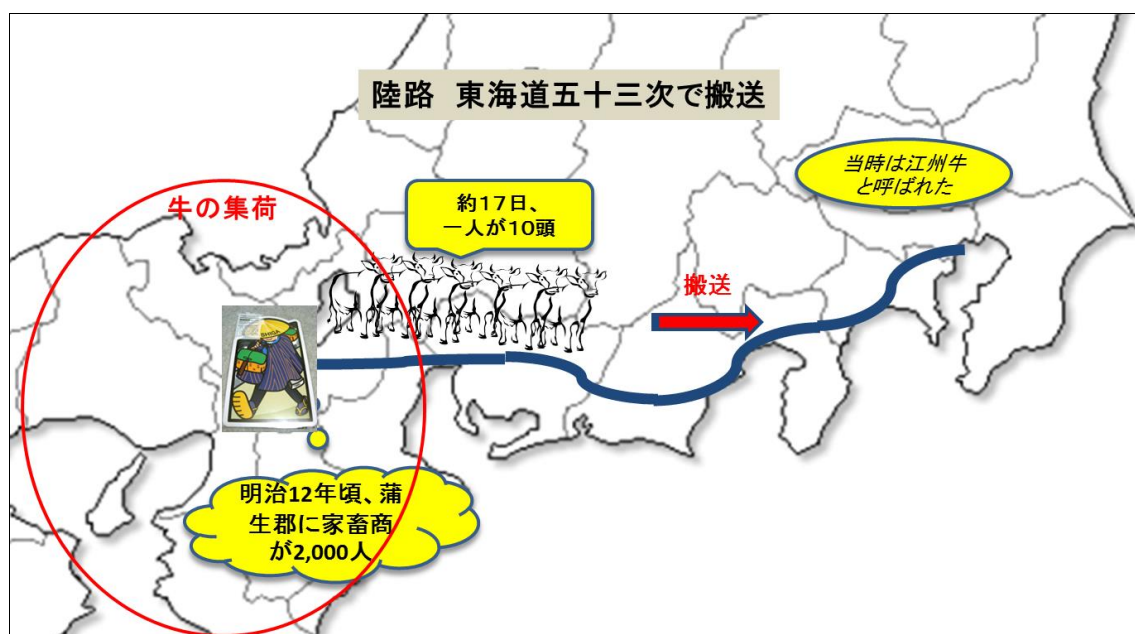 陸路 東海道五十三次で搬送
当時は江州牛
と呼ばれた
牛の集荷
約17日、
一人が10頭
搬送
明治12年頃、蒲
生郡に家畜商
が2,000人